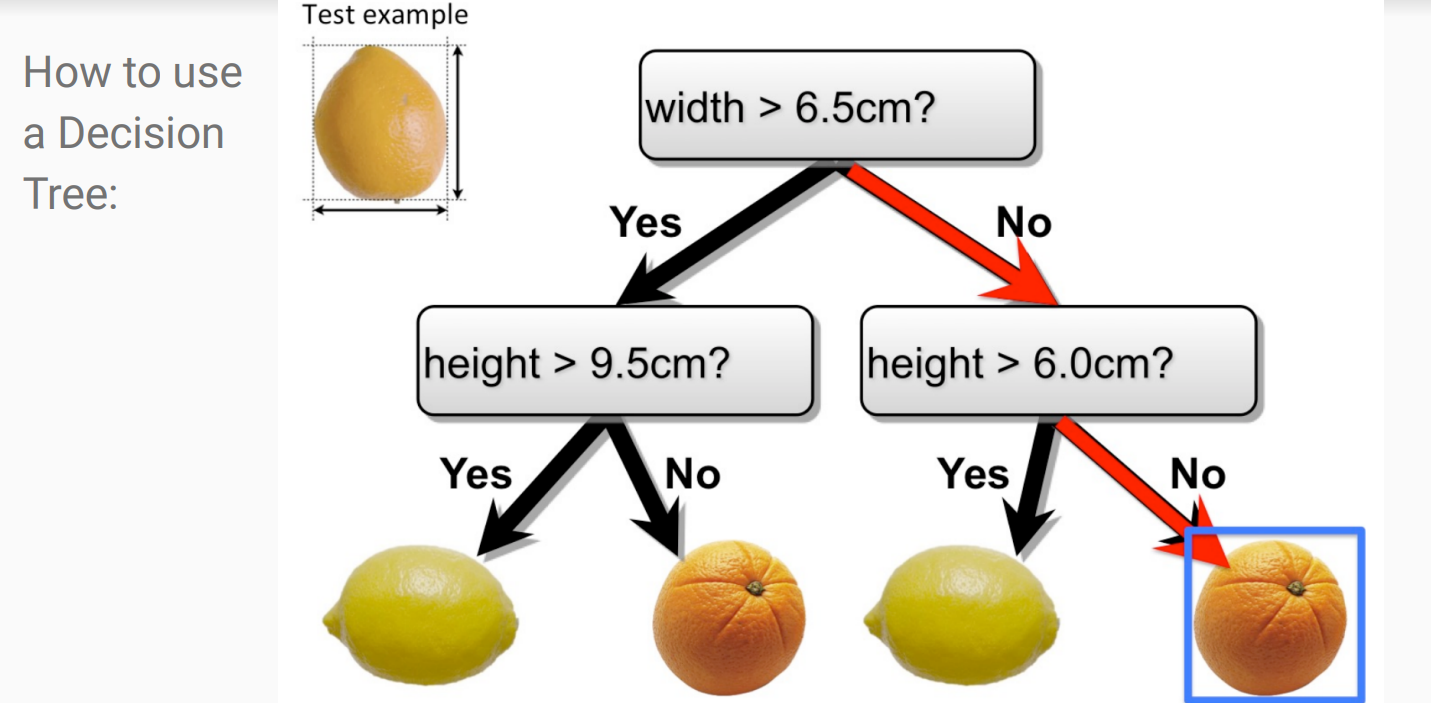 How to use
a Decision
Tree:
Test example
width > 6.5cm?
Yes
No
height > 9.5cm?
height > 6.0cm?
Yes
No
Yes
No